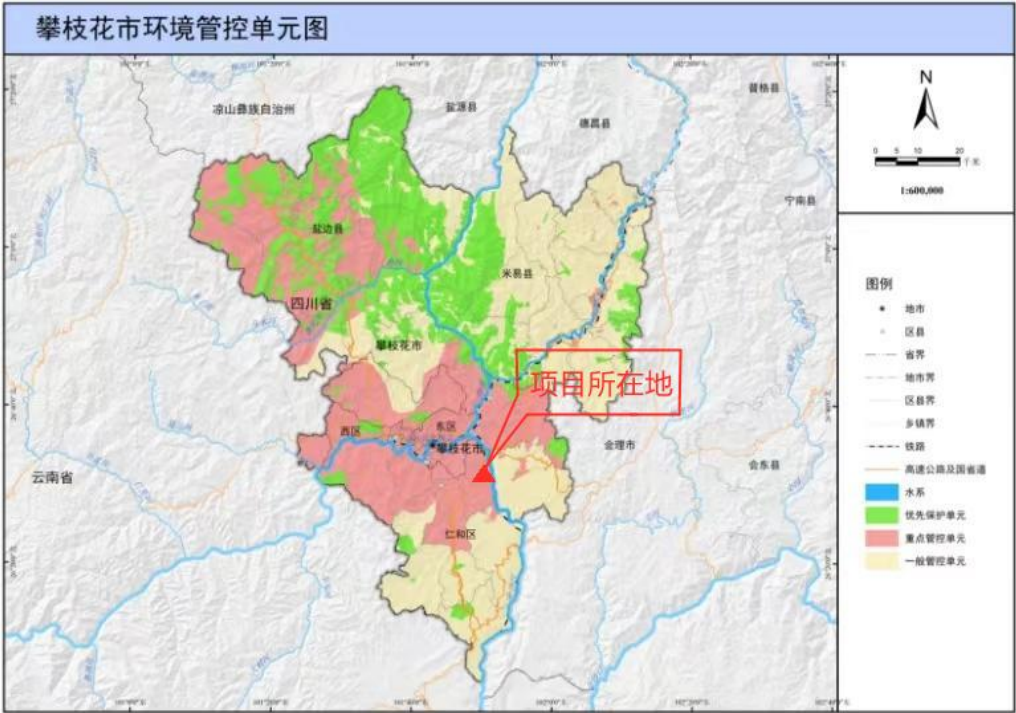 攀枝花市环境管控单元图
凉山彝族自治州
盐源县
德昌县
普格县
宁南县
盐边县
米易县
四川省
攀枝花市
项目所在地
西区
东区
攀枝花市
会理市
会东县
云南省
仁和区
N
0 5 10 20
千米
1:600,000
图例
地市
区县
省界
地市界
区县界
乡镇界
铁路
高速公路及国省道
水系
优先保护单元
重点管控单元
一般管控单元